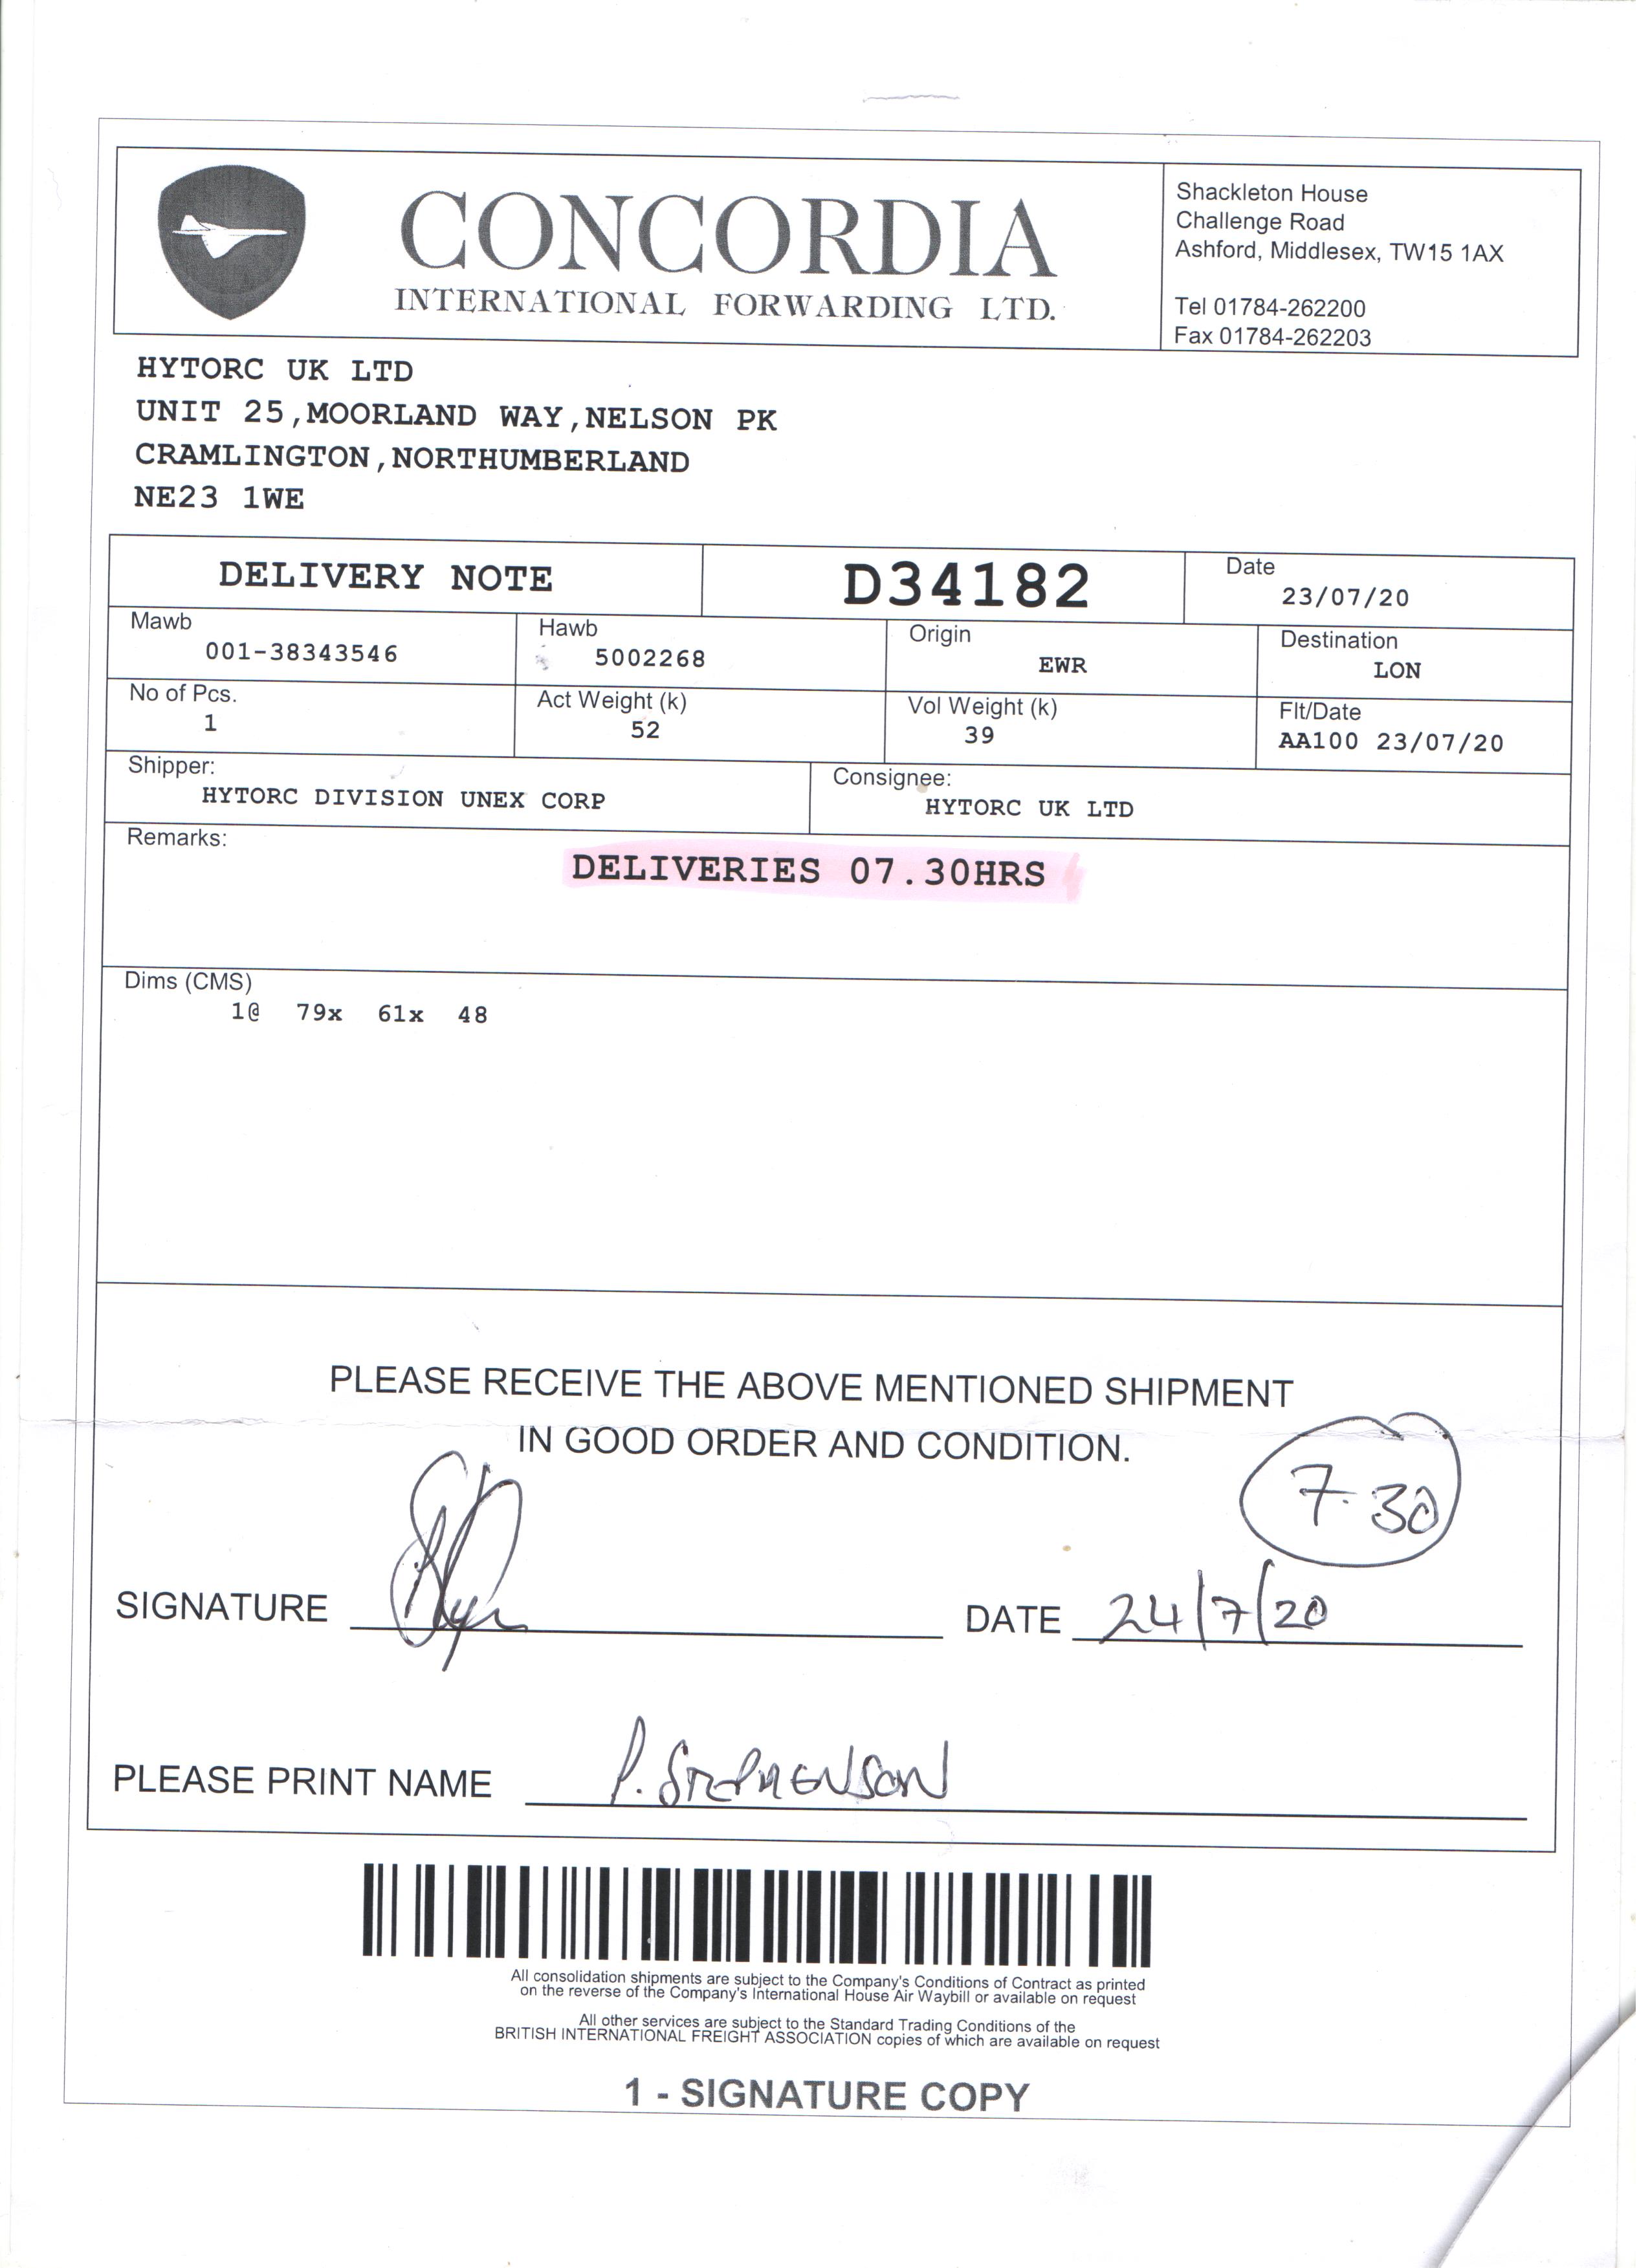 CONCORDIA
INTERNATIONAL FORWARDING LTD.
Shackleton House
Challenge Road
Ashford, Middlesex, TW15 1AX
Tel 01784-262200
Fax 01784-262203
HYTORC UK LTD
UNIT 25,MOORLAND WAY,NELSON PK
CRAMLINGTON,NORTHUMBERLAND
NE23 1WE
DELIVERY NOTE
D34182
Date
23/07/20
Mawb
001-38343546
Hawb
5002268
Origin
EWR
Destination
LON
No of Pcs.
1
Act Weight (k)
52
Vol Weight (k)
39
Flt/Date
AA100 23/07/20
Shipper:
HYTORC DIVISION UNEX CORP
Consignee:
HYTORC UK LTD
Remarks:
DELIVERIES 07.30HRS
Dims (CMS)
1@ 79x 61x 48
PLEASE RECEIVE THE ABOVE MENTIONED SHIPMENT
IN GOOD ORDER AND CONDITION.
7.30
SIGNATURE
DATE 24/7/20
PLEASE PRINT NAME P. STEPHENSON
All consolidation shipments are subject to the Company's Conditions of Contract as printed
on the reverse of the Company's International House Air Waybill or available on request
All other services are subject to the Standard Trading Conditions of the
BRITISH INTERNATIONAL FREIGHT ASSOCIATION copies of which are available on request
1 - SIGNATURE COPY